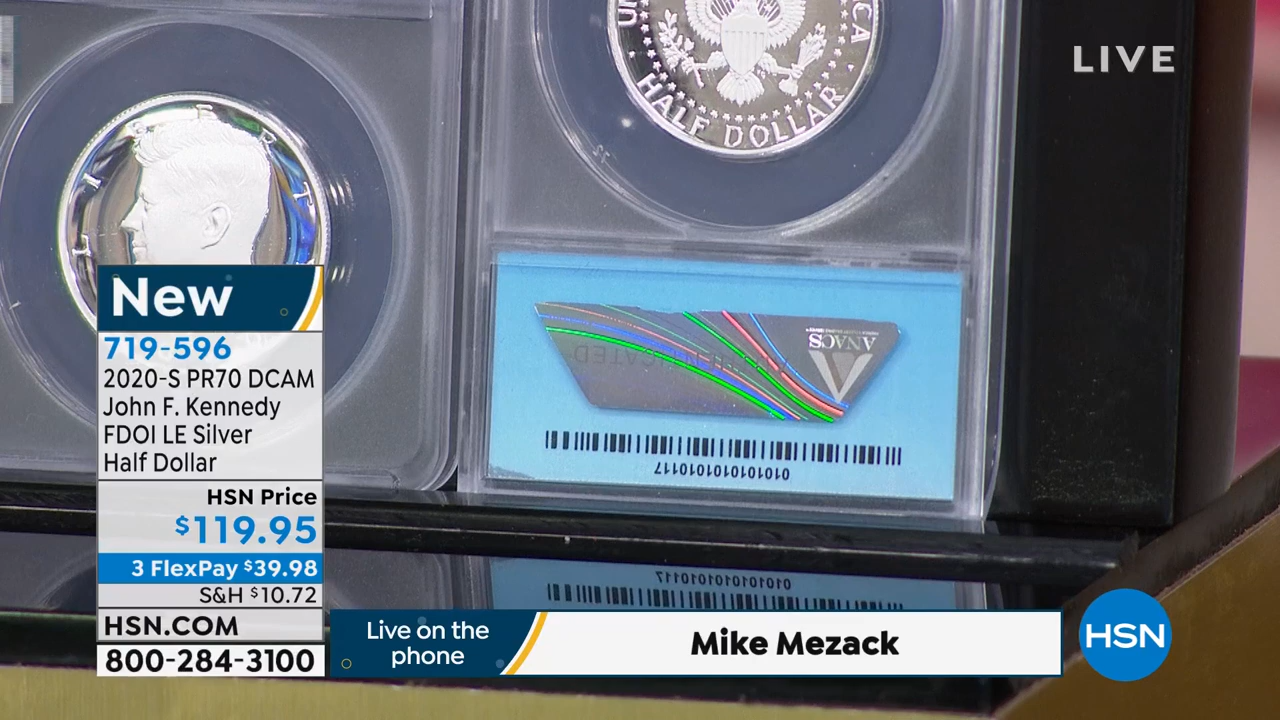 LIVE
HALF DOLLAR
LIBERT
New
719-596
2020-S PR70 DCAM
John F. Kennedy
FDOI LE Silver
Half Dollar
HSN Price
$119.95
3 FlexPay $39.98
S&H $10.72
HSN.COM
800-284-3100
ANACS
AUTHENTICATED
0101010101010117
Live on the
phone
Mike Mezack
HSN